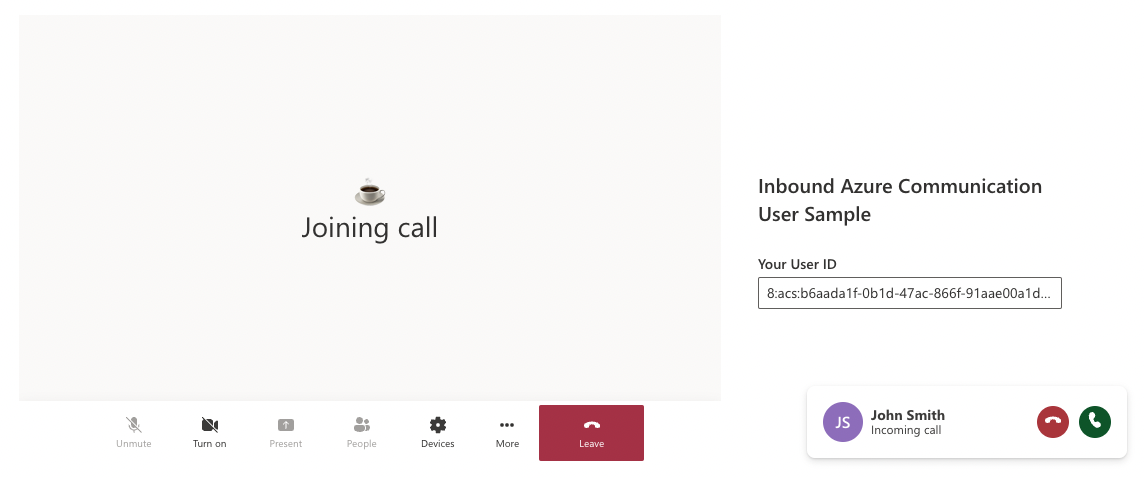 Joining call
Unmute
Turn on
Present
People
Devices
More
Leave
Inbound Azure Communication
User Sample
Your User ID
8:acs:b6aada1f-0b1d-47ac-866f-91aae00a1d...
JS
John Smith
Incoming call